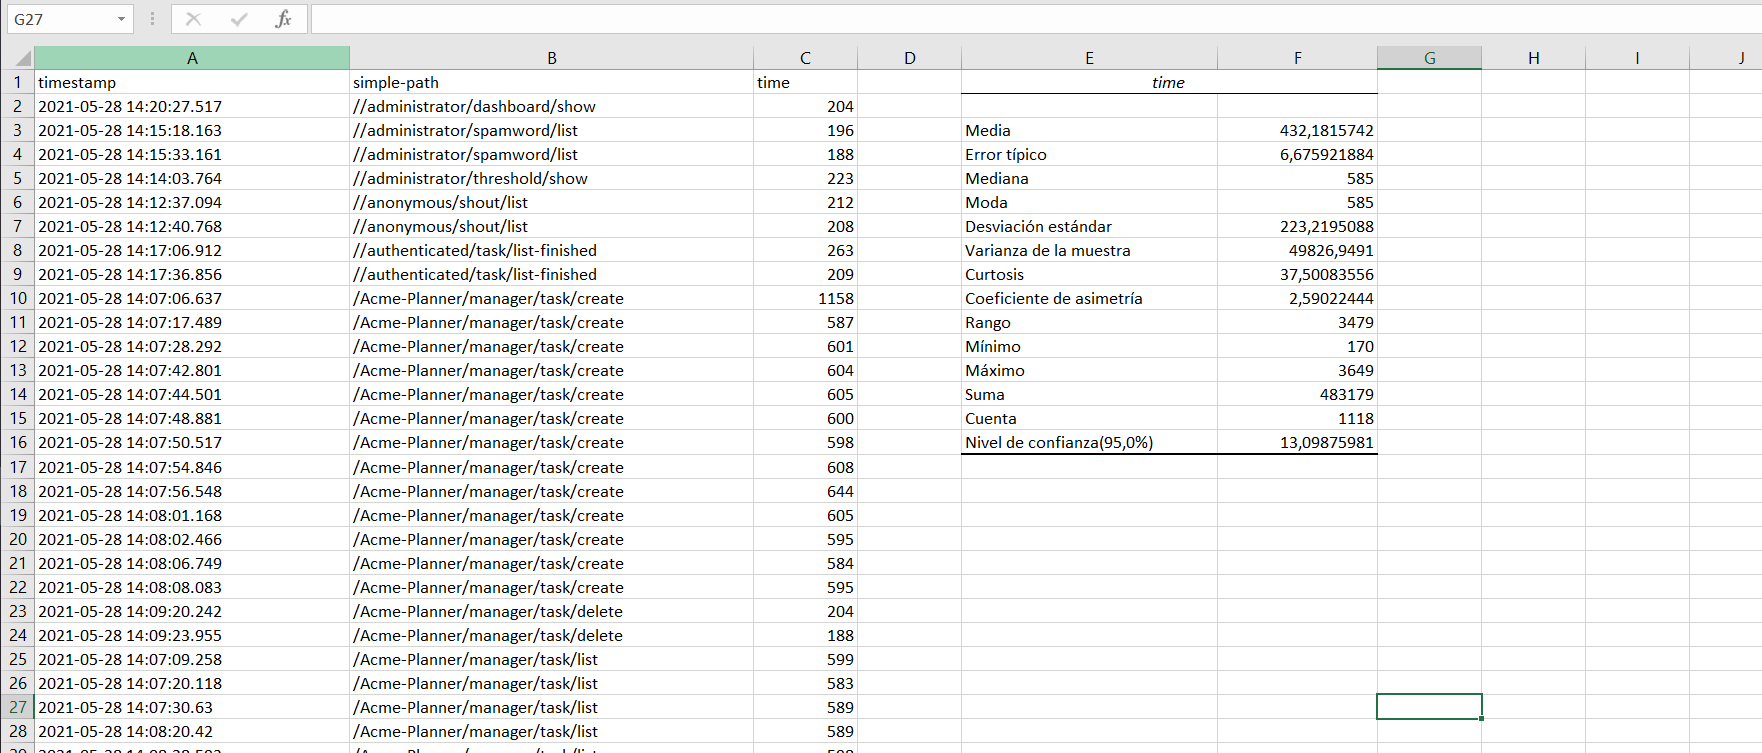 G27 fx
A B C D E F G H I J
1 timestamp simple-path time time
2 2021-05-28 14:20:27.517 //administrator/dashboard/show 204
3 2021-05-28 14:15:18.163 //administrator/spamword/list 196 Media 432,1815742
4 2021-05-28 14:15:33.161 //administrator/spamword/list 188 Error típico 6,675921884
5 2021-05-28 14:14:03.764 //administrator/threshold/show 223 Mediana 585
6 2021-05-28 14:12:37.094 //anonymous/shout/list 212 Moda 585
7 2021-05-28 14:12:40.768 //anonymous/shout/list 208 Desviación estándar 223,2195088
8 2021-05-28 14:17:06.912 //authenticated/task/list-finished 263 Varianza de la muestra 49826,9491
9 2021-05-28 14:17:36.856 //authenticated/task/list-finished 209 Curtosis 37,50083556
10 2021-05-28 14:07:06.637 /Acme-Planner/manager/task/create 1158 Coeficiente de asimetría 2,59022444
11 2021-05-28 14:07:17.489 /Acme-Planner/manager/task/create 587 Rango 3479
12 2021-05-28 14:07:28.292 /Acme-Planner/manager/task/create 601 Mínimo 170
13 2021-05-28 14:07:42.801 /Acme-Planner/manager/task/create 604 Máximo 3649
14 2021-05-28 14:07:44.501 /Acme-Planner/manager/task/create 605 Suma 483179
15 2021-05-28 14:07:48.881 /Acme-Planner/manager/task/create 600 Cuenta 1118
16 2021-05-28 14:07:50.517 /Acme-Planner/manager/task/create 598 Nivel de confianza(95,0%) 13,09875981
17 2021-05-28 14:07:54.846 /Acme-Planner/manager/task/create 608
18 2021-05-28 14:07:56.548 /Acme-Planner/manager/task/create 644
19 2021-05-28 14:08:01.168 /Acme-Planner/manager/task/create 605
20 2021-05-28 14:08:02.466 /Acme-Planner/manager/task/create 595
21 2021-05-28 14:08:06.749 /Acme-Planner/manager/task/create 584
22 2021-05-28 14:08:08.083 /Acme-Planner/manager/task/create 595
23 2021-05-28 14:09:20.242 /Acme-Planner/manager/task/delete 204
24 2021-05-28 14:09:23.955 /Acme-Planner/manager/task/delete 188
25 2021-05-28 14:07:09.258 /Acme-Planner/manager/task/list 599
26 2021-05-28 14:07:20.118 /Acme-Planner/manager/task/list 583
27 2021-05-28 14:07:30.63 /Acme-Planner/manager/task/list 589
28 2021-05-28 14:08:20.42 /Acme-Planner/manager/task/list 589